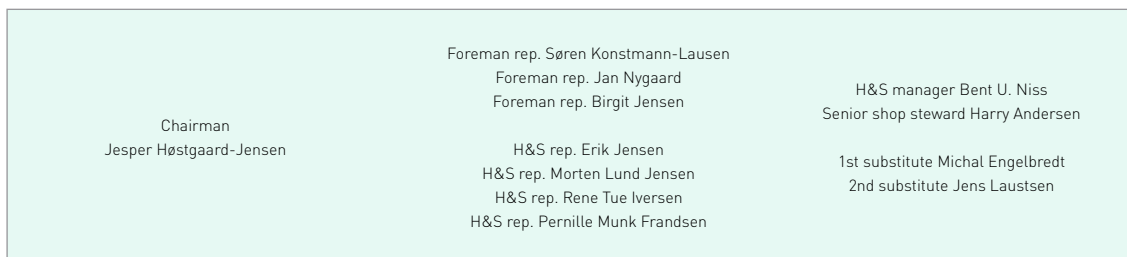 Chairman
Jesper Høstgaard-Jensen
Foreman rep. Søren Konstmann-Lausen
Foreman rep. Jan Nygaard
Foreman rep. Birgit Jensen
H&S rep. Erik Jensen
H&S rep. Morten Lund Jensen
H&S rep. Rene Tue Iversen
H&S rep. Pernille Munk Frandsen
H&S manager Bent U. Niss
Senior shop steward Harry Andersen
1st substitute Michal Engelbredt
2nd substitute Jens Laustsen